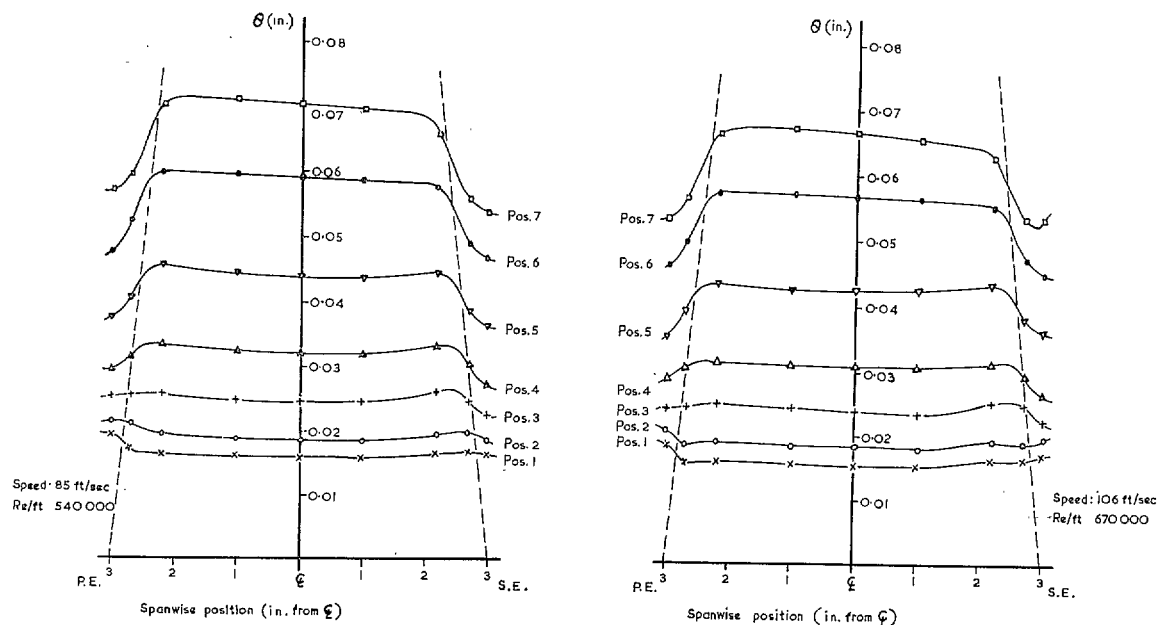 θ (in.)
0.08
0.07
0.06
0.05
0.04
0.03
0.02
0.01
Pos. 7
Pos. 6
Pos. 5
Pos. 4
Pos. 3
Pos. 2
Pos. 1
Speed: 85 ft/sec
Re/ft 540 000
P.E. 3 2 1 ℄ 1 2 3 S.E.
Spanwise position (in. from ℄)
θ (in.)
0.08
0.07
0.06
0.05
0.04
0.03
0.02
0.01
Pos. 7
Pos. 6
Pos. 5
Pos. 4
Pos. 3
Pos. 2
Pos. 1
Speed: 106 ft/sec
Re/ft 670 000
P.E. 3 2 1 ℄ 1 2 3 S.E.
Spanwise position (in. from ℄)